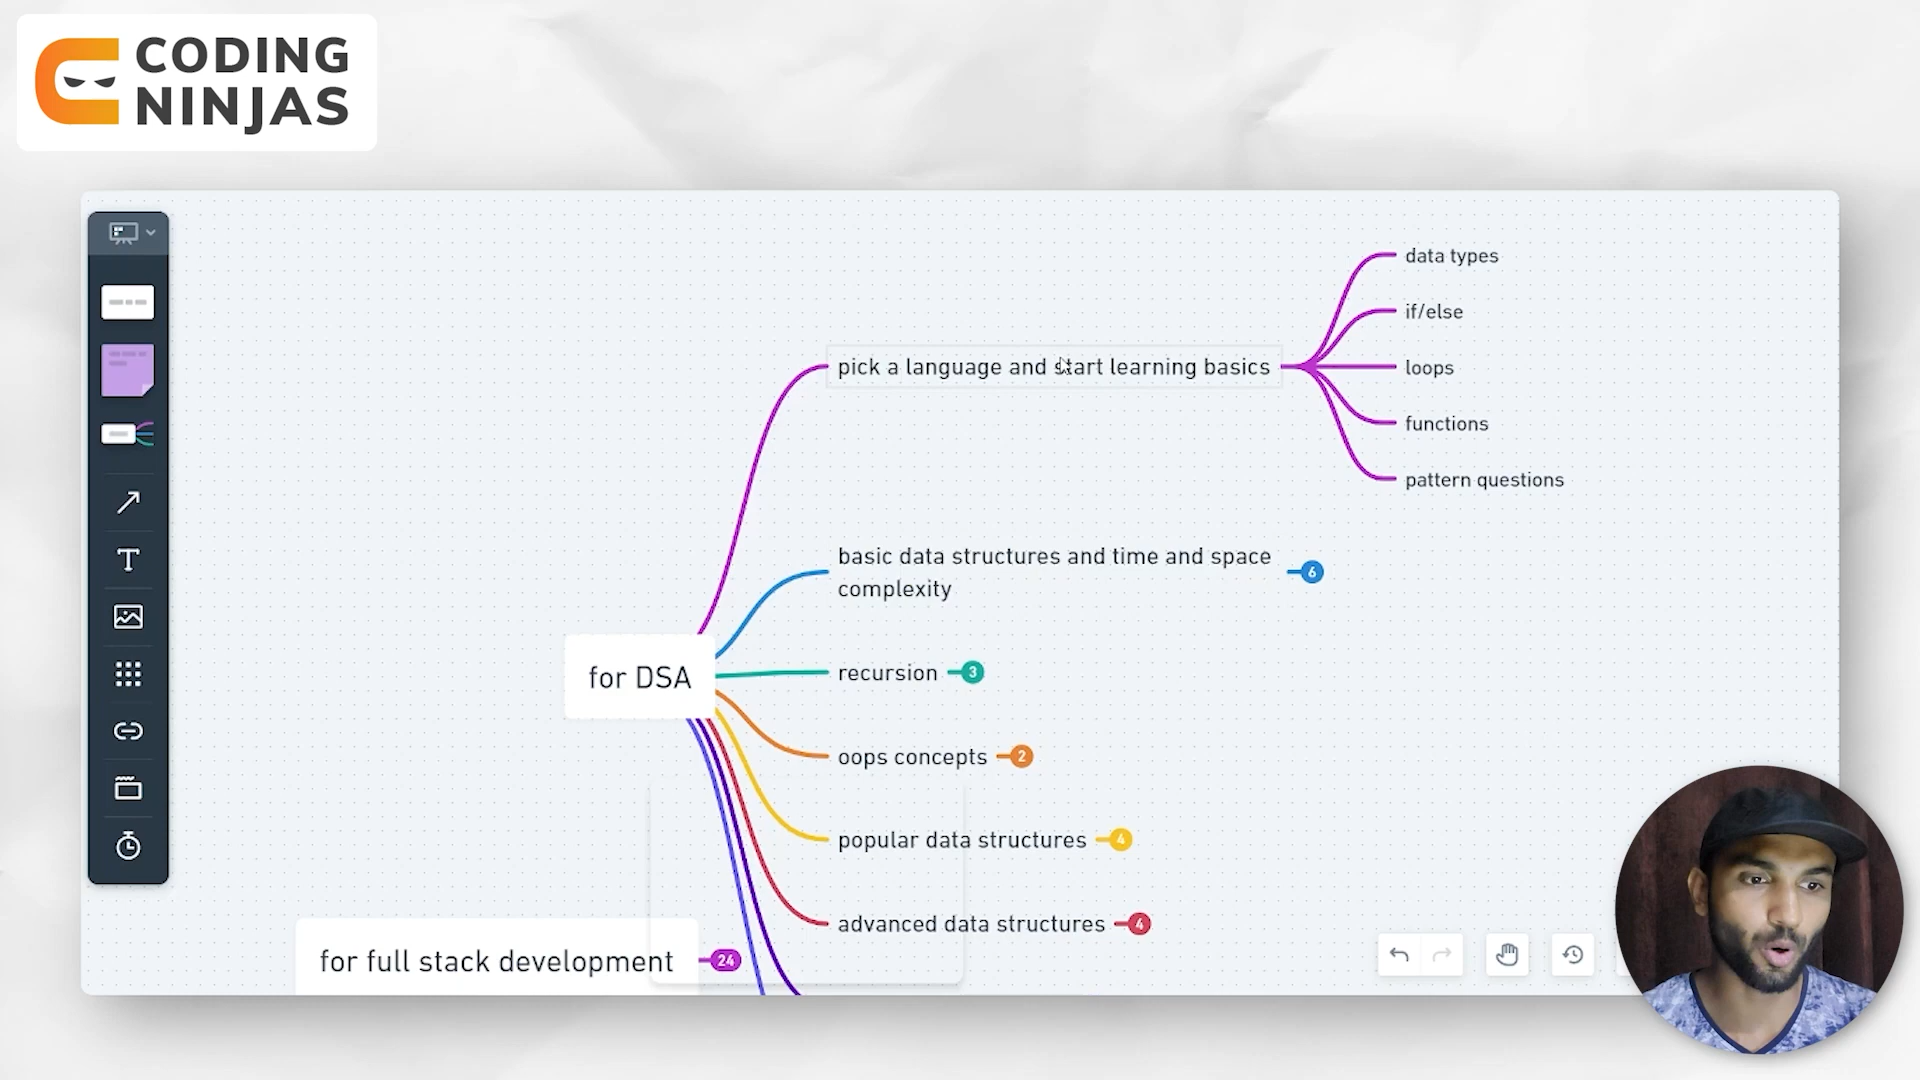 CODING
NINJAS
data types
if/else
pick a language and start learning basics
loops
functions
pattern questions
basic data structures and time and space
complexity
6
for DSA
recursion
3
oops concepts
2
popular data structures
4
advanced data structures
4
for full stack development
24
T